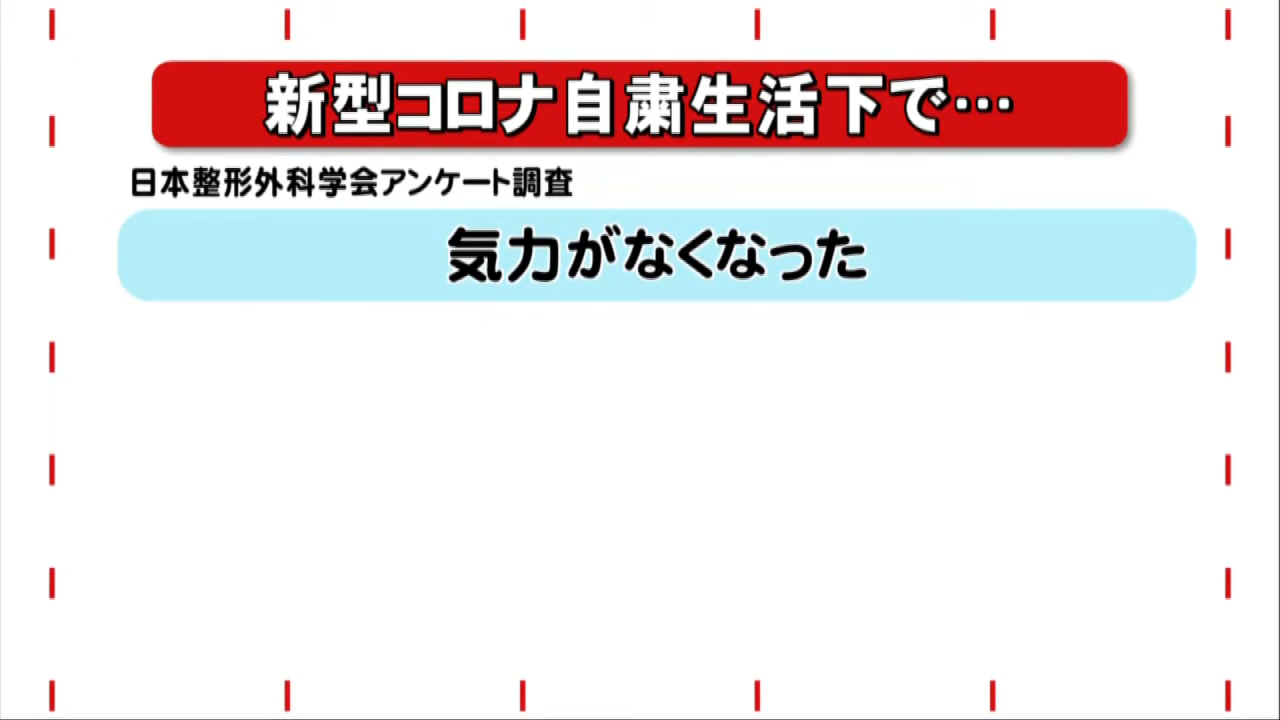 新型コロナ自粛生活下で…
日本整形外科学会アンケート調査
気力がなくなった